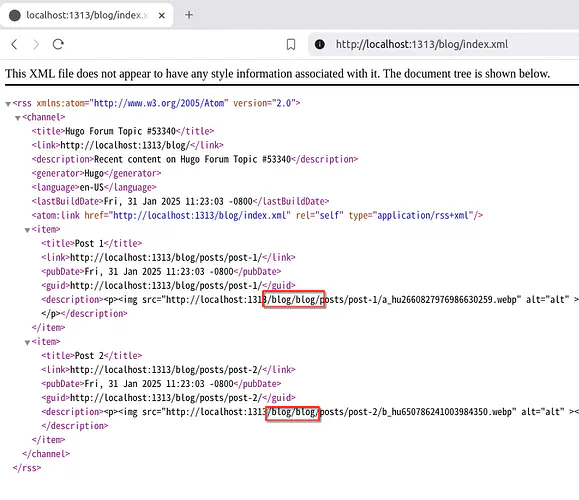 localhost:1313/blog/index.x
http://localhost:1313/blog/index.xml
This XML file does not appear to have any style information associated with it. The document tree is shown below.
<rss xmlns:atom="http://www.w3.org/2005/Atom" version="2.0">
<channel>
<title>Hugo Forum Topic #53340</title>
<link>http://localhost:1313/blog/</link>
<description>Recent content on Hugo Forum Topic #53340</description>
<generator>Hugo</generator>
<language>en-US</language>
<lastBuildDate>Fri, 31 Jan 2025 11:23:03 -0800</lastBuildDate>
<atom:link href="http://localhost:1313/blog/index.xml" rel="self" type="application/rss+xml"/>
<item>
<title>Post 1</title>
<link>http://localhost:1313/blog/posts/post-1/</link>
<pubDate>Fri, 31 Jan 2025 11:23:03 -0800</pubDate>
<guid>http://localhost:1313/blog/posts/post-1/</guid>
<description><p><img src="http://localhost:1313/blog/blog/posts/post-1/a_hu2660827976986630259.webp" alt="alt" >
</p></description>
</item>
<item>
<title>Post 2</title>
<link>http://localhost:1313/blog/posts/post-2/</link>
<pubDate>Fri, 31 Jan 2025 11:23:03 -0800</pubDate>
<guid>http://localhost:1313/blog/posts/post-2/</guid>
<description><p><img src="http://localhost:1313/blog/blog/posts/post-2/b_hu650786241003984350.webp" alt="alt" ><
</description>
</item>
</channel>
</rss>